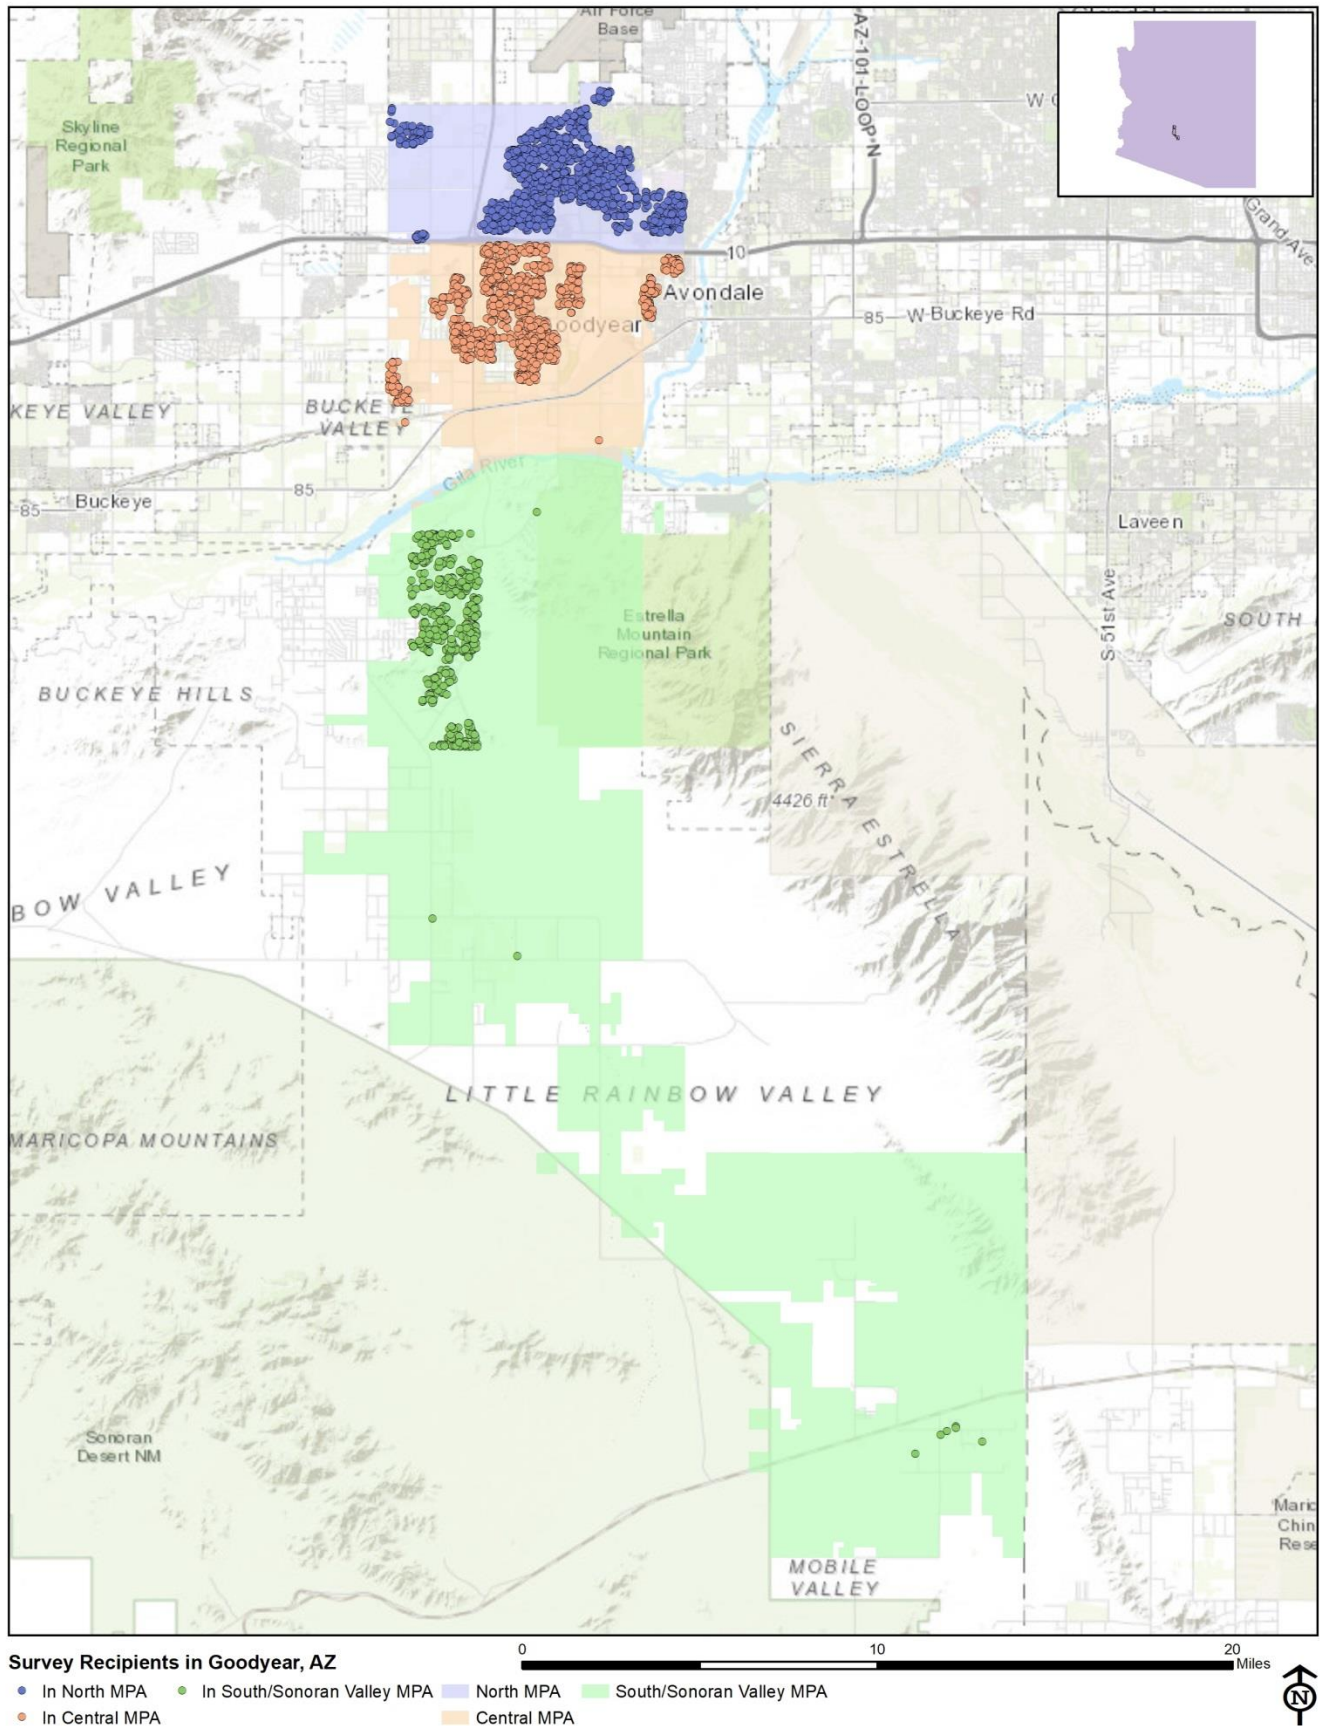 Air Force
Base
AZ-101-LOOP-N
Skyline
Regional
Park
Grand-Ave
10
Avondale
Goodyear
85
W-Buckeye Rd
KEYE VALLEY
BUCKEYE
VALLEY
Gila River
85
Buckeye
85
Laveen
S-51st Ave
SOUTH
Estrella
Mountain
Regional Park
BUCKEYE HILLS
SIERRA ESTRELLA
4426 ft
BOW VALLEY
LITTLE RAINBOW VALLEY
MARICOPA MOUNTAINS
Sonoran
Desert NM
Maric
Chin
Rese
MOBILE
VALLEY
0 10 20
Miles
Survey Recipients in Goodyear, AZ
In North MPA In South/Sonoran Valley MPA North MPA South/Sonoran Valley MPA
In Central MPA Central MPA
N